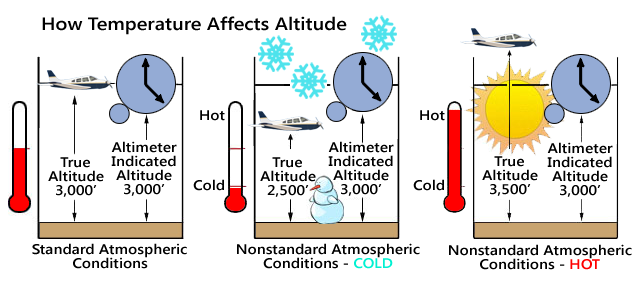 How Temperature Affects Altitude
True
Altitude
3,000’
Altimeter
Indicated
Altitude
3,000’
Standard Atmospheric
Conditions
Hot
Cold
True
Altitude
2,500’
Altimeter
Indicated
Altitude
3,000’
Nonstandard Atmospheric
Conditions - COLD
Hot
Cold
True
Altitude
3,500’
Altimeter
Indicated
Altitude
3,000’
Nonstandard Atmospheric
Conditions - HOT